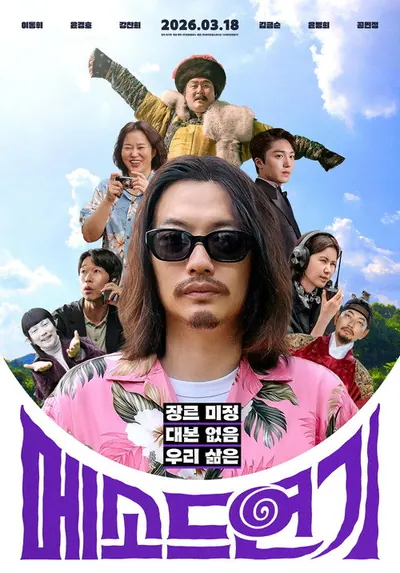 이동휘 윤경호 강찬희 2026.03.18 김금순 윤병희 공민정
장르 미정
대본 없음
우리 삶은
메소드연기